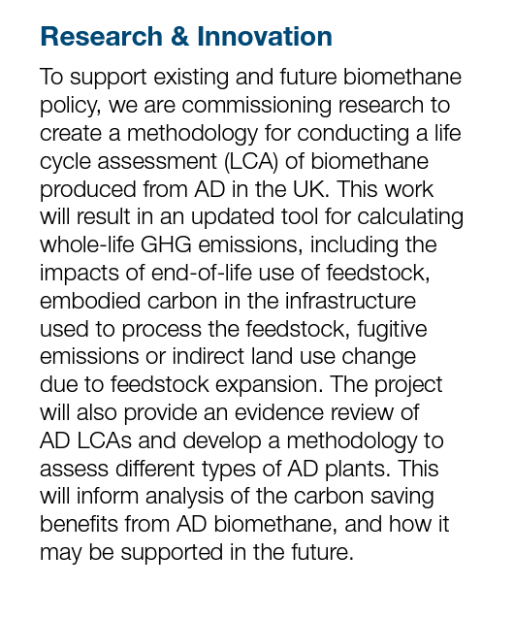 Research & Innovation
To support existing and future biomethane
policy, we are commissioning research to
create a methodology for conducting a life
cycle assessment (LCA) of biomethane
produced from AD in the UK. This work
will result in an updated tool for calculating
whole-life GHG emissions, including the
impacts of end-of-life use of feedstock,
embodied carbon in the infrastructure
used to process the feedstock, fugitive
emissions or indirect land use change
due to feedstock expansion. The project
will also provide an evidence review of
AD LCAs and develop a methodology to
assess different types of AD plants. This
will inform analysis of the carbon saving
benefits from AD biomethane, and how it
may be supported in the future.